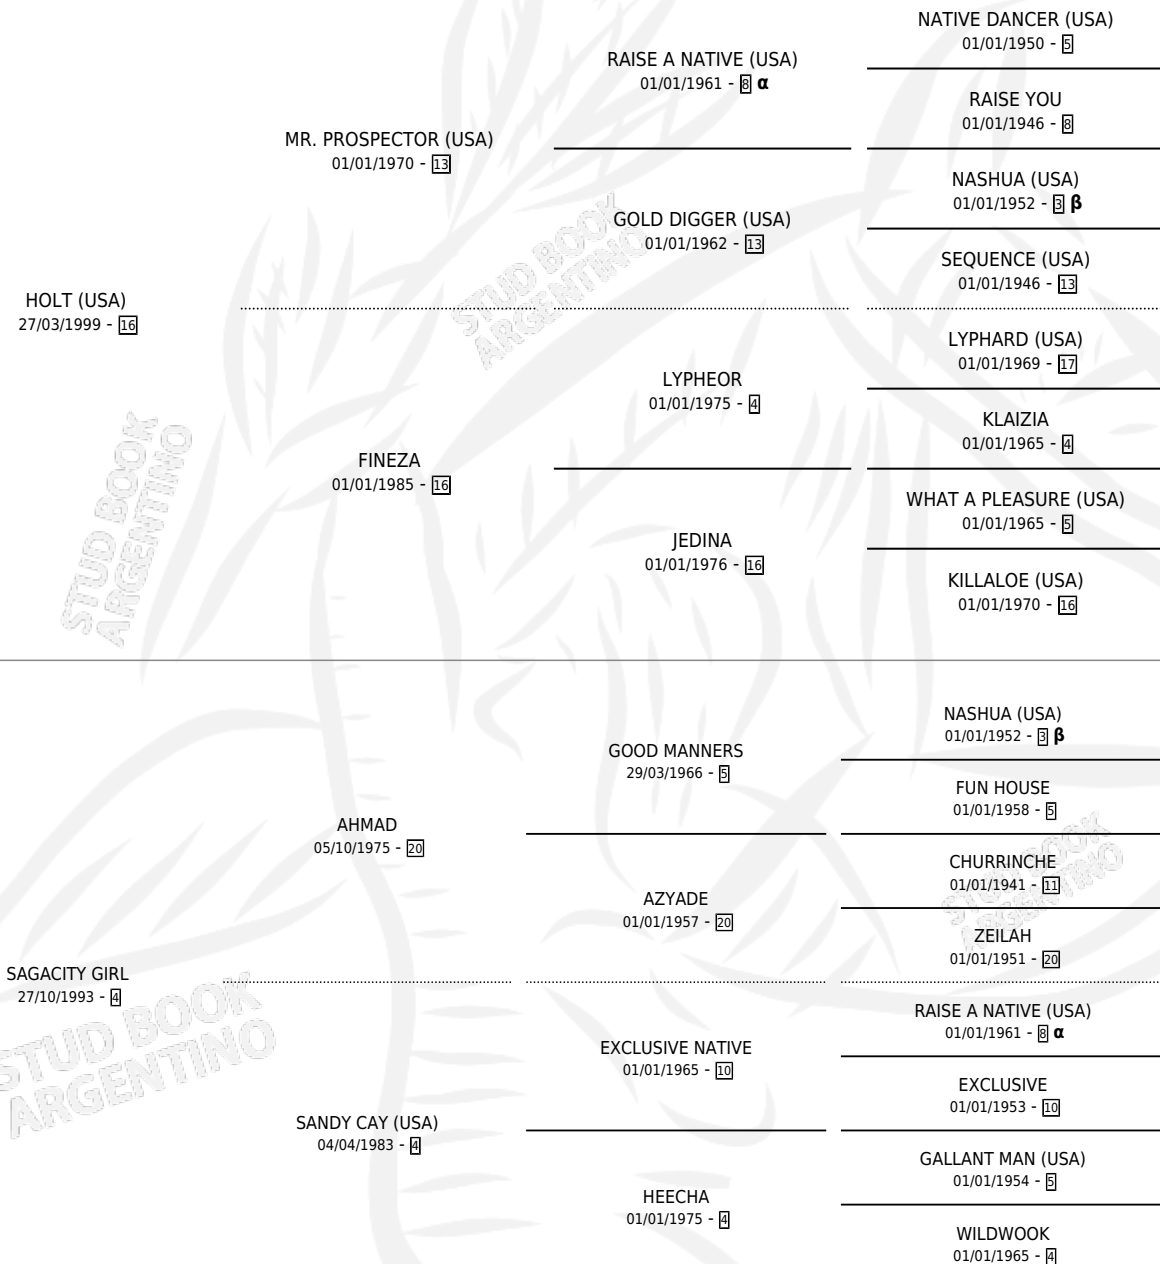 NATIVE DANCER (USA)
01/01/1950 - 5
RAISE A NATIVE (USA)
01/01/1961 - 8 α
RAISE YOU
01/01/1946 - 8
MR. PROSPECTOR (USA)
01/01/1970 - 13
NASHUA (USA)
01/01/1952 - 3 β
GOLD DIGGER (USA)
01/01/1962 - 13
SEQUENCE (USA)
01/01/1946 - 13
HOLT (USA)
27/03/1999 - 16
LYPHARD (USA)
01/01/1969 - 17
LYPHEOR
01/01/1975 - 4
KLAIZIA
01/01/1965 - 4
FINEZA
01/01/1985 - 16
WHAT A PLEASURE (USA)
01/01/1965 - 5
JEDINA
01/01/1976 - 16
KILLALOE (USA)
01/01/1970 - 16
NASHUA (USA)
01/01/1952 - 3 β
GOOD MANNERS
29/03/1966 - 5
FUN HOUSE
01/01/1958 - 5
AHMAD
05/10/1975 - 20
CHURRINCHE
01/01/1941 - 11
AZYADE
01/01/1957 - 20
ZEILAH
01/01/1951 - 20
SAGACITY GIRL
27/10/1993 - 4
RAISE A NATIVE (USA)
01/01/1961 - 8 α
EXCLUSIVE NATIVE
01/01/1965 - 10
EXCLUSIVE
01/01/1953 - 10
SANDY CAY (USA)
04/04/1983 - 4
GALLANT MAN (USA)
01/01/1954 - 5
HEECHA
01/01/1975 - 4
WILDWOOK
01/01/1965 - 4
STUD BOOK
ARGENTINO
STUD BOOK
ARGENTINO
STUD BOOK
ARGENTINO
STUD BOOK
ARGENTINO